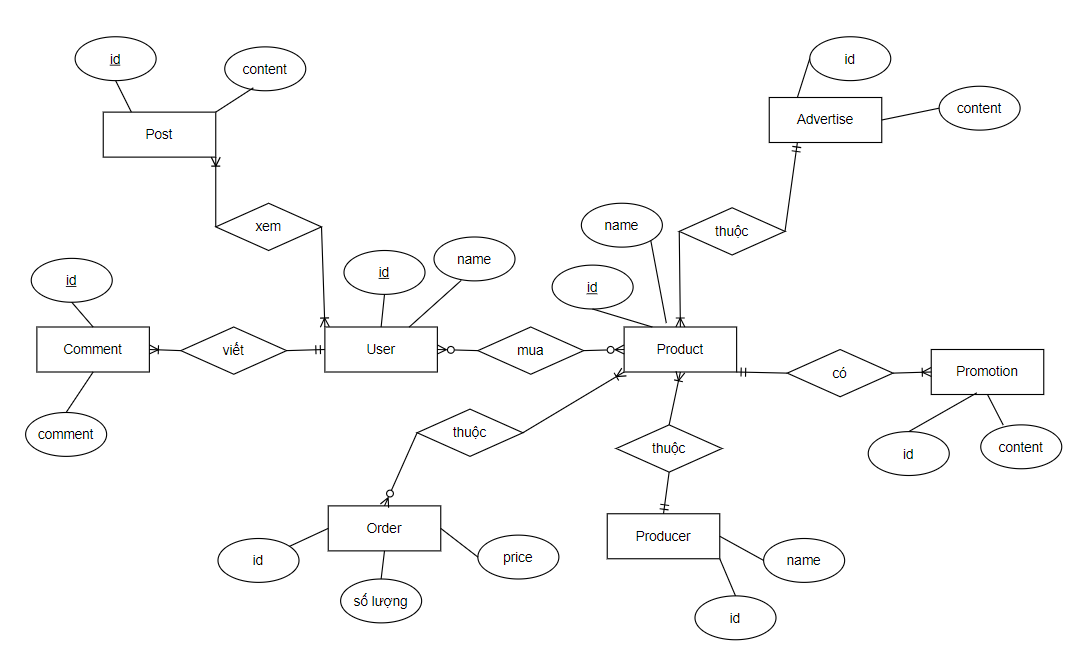 id
content
Post
xem
id
content
Advertise
thuộc
name
id
id
name
id
Comment
viết
User
mua
Product
có
Promotion
comment
thuộc
thuộc
id
content
Order
Producer
id
số lượng
price
name
id